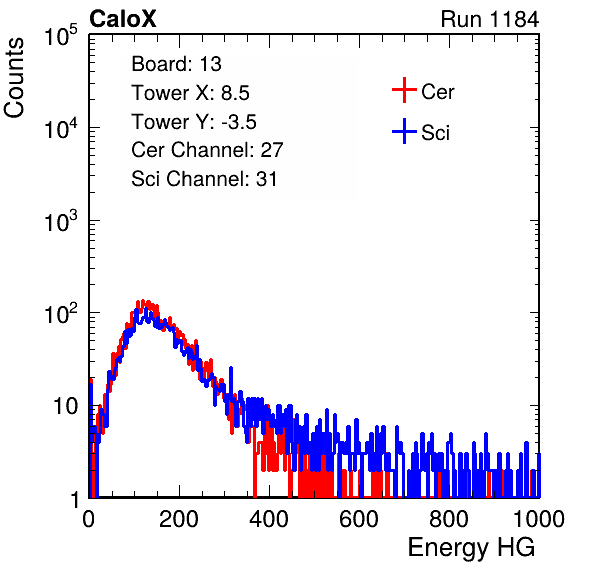 CaloX Run 1184
Counts
10^5
10^4
10^3
10^2
10
1
Board: 13
Tower X: 8.5
Tower Y: -3.5
Cer Channel: 27
Sci Channel: 31
Cer
Sci
0 200 400 600 800 1000
Energy HG